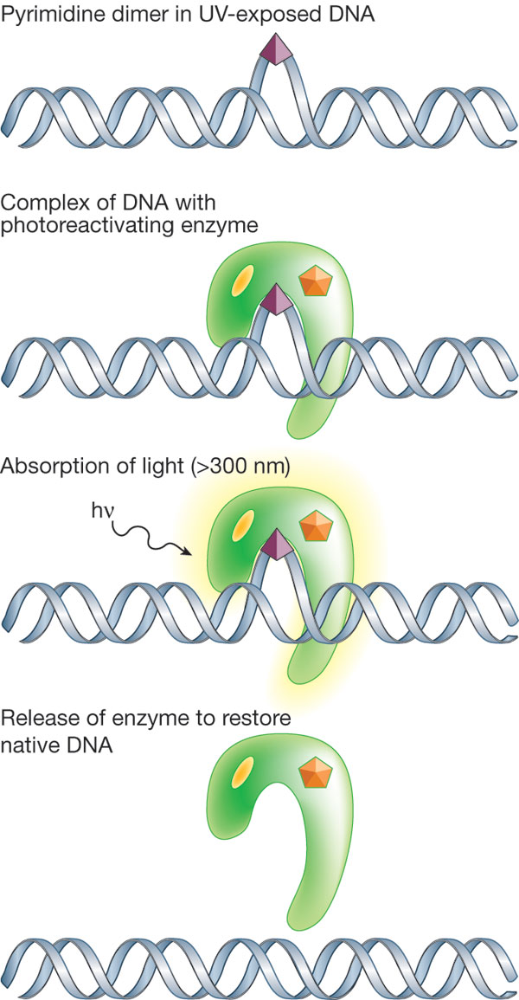 Pyrimidine dimer in UV-exposed DNA
Complex of DNA with
photoreactivating enzyme
Absorption of light (>300 nm)
hν
Release of enzyme to restore
native DNA